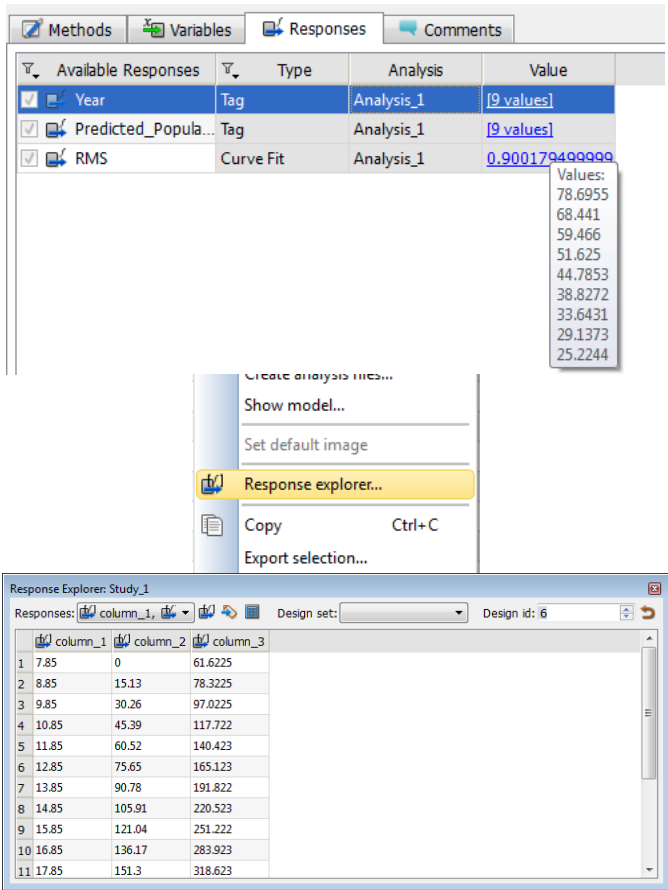 Methods Variables Responses Comments
Available Responses Type Analysis Value
Year Tag Analysis_1 [9 values]
Predicted_Popula... Tag Analysis_1 [9 values]
RMS Curve Fit Analysis_1 0.900179499999
Values:
78.6955
68.441
59.466
51.625
44.7853
38.8272
33.6431
29.1373
25.2244
Create analysis files...
Show model...
Set default image
Response explorer...
Copy Ctrl+C
Export selection...
Response Explorer: Study_1
Responses: column_1, Design set: Design id: 6
column_1 column_2 column_3
1 7.85 0 61.6225
2 8.85 15.13 78.3225
3 9.85 30.26 97.0225
4 10.85 45.39 117.722
5 11.85 60.52 140.423
6 12.85 75.65 165.123
7 13.85 90.78 191.822
8 14.85 105.91 220.523
9 15.85 121.04 251.222
10 16.85 136.17 283.923
11 17.85 151.3 318.623